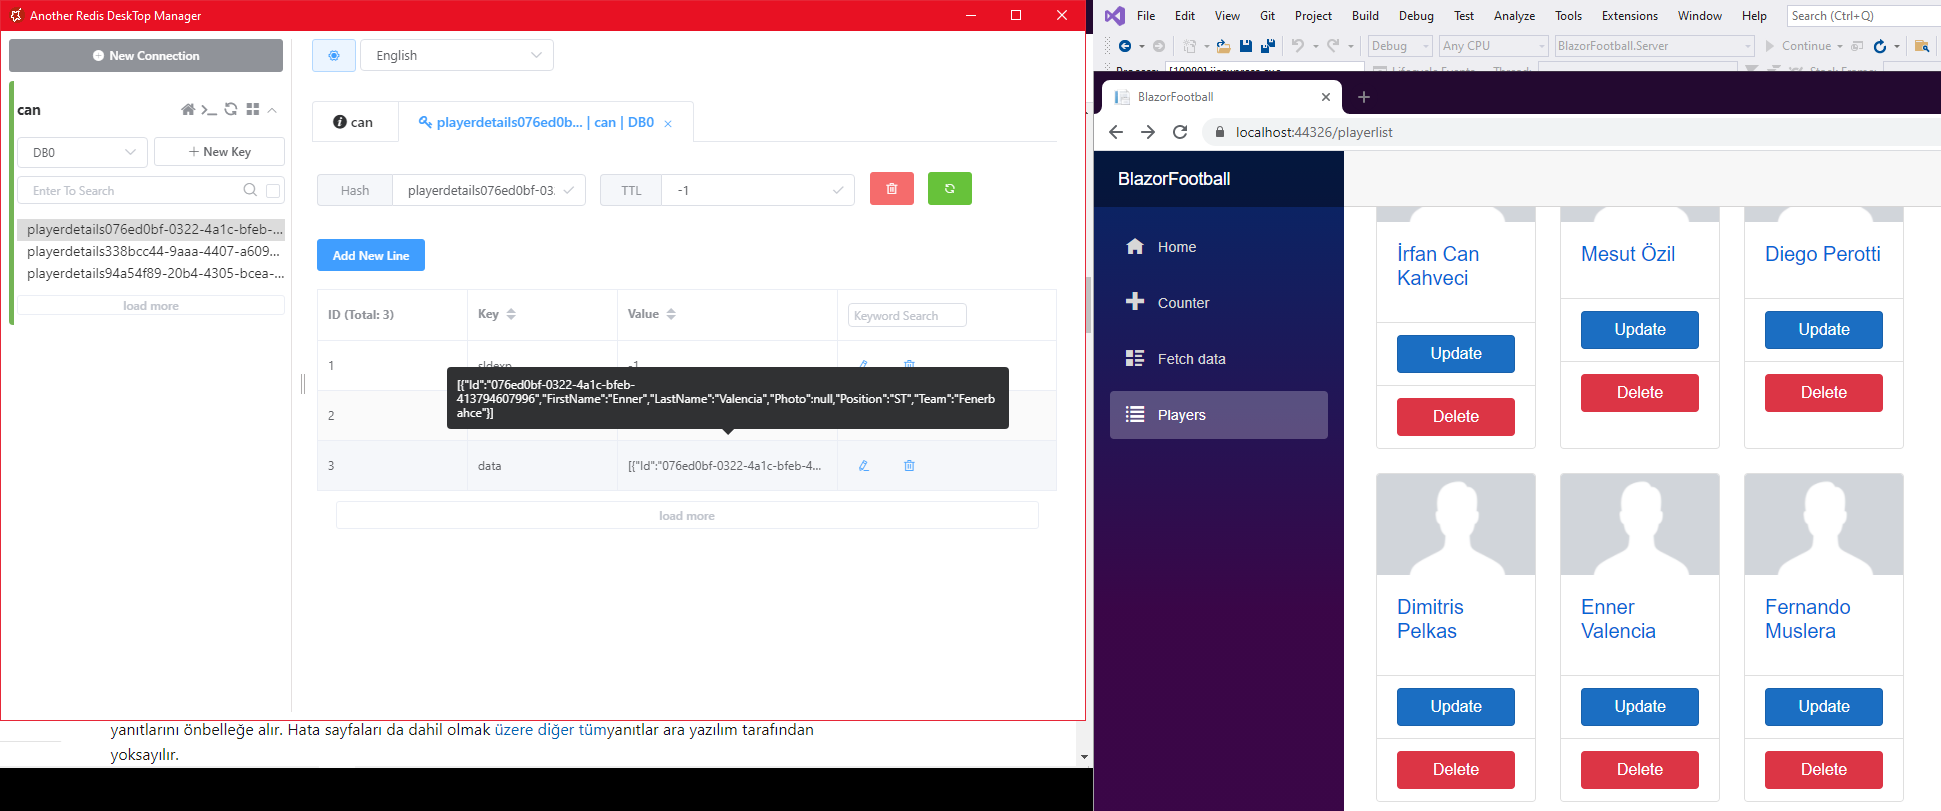 Another Redis DeskTop Manager
New Connection
can
DB0
New Key
Enter To Search
playerdetails076ed0bf-0322-4a1c-bfeb-...
playerdetails338bcc44-9aaa-4407-a609...
playerdetails94a54f89-20b4-4305-bcea-...
load more
English
can
playerdetails076ed0b... | can | DB0
Hash
playerdetails076ed0bf-03
TTL
-1
Add New Line
ID (Total: 3)
Key
Value
Keyword Search
1
sldexp
-1
[{"Id":"076ed0bf-0322-4a1c-bfeb-
413794607996","FirstName":"Enner","LastName":"Valencia","Photo":null,"Position":"ST","Team":"Fenerb
ahce"}]
2
3
data
[{"Id":"076ed0bf-0322-4a1c-bfeb-4...
load more
yanıtlarını önbelleğe alır. Hata sayfaları da dahil olmak üzere diğer tümyanıtlar ara yazılım tarafından
yoksayılır.
File Edit View Git Project Build Debug Test Analyze Tools Extensions Window Help
Search (Ctrl+Q)
Debug
Any CPU
BlazorFootball.Server
Continue
BlazorFootball
localhost:44326/playerlist
BlazorFootball
Home
Counter
Fetch data
Players
İrfan Can
Kahveci
Update
Delete
Mesut Özil
Update
Delete
Diego Perotti
Update
Delete
Dimitris
Pelkas
Update
Delete
Enner
Valencia
Update
Delete
Fernando
Muslera
Update
Delete